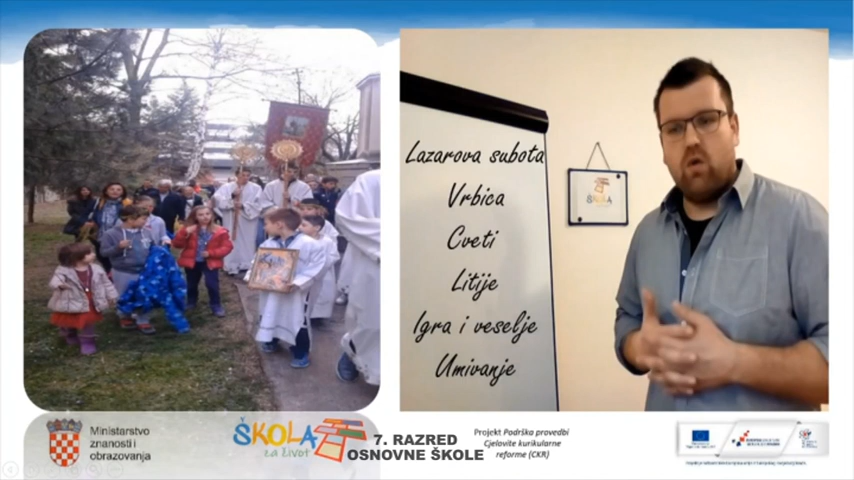 Lazarova subota
Vrbica
Cveti
Litije
Igra i veselje
Umivanje
ŠKOLA
Ministarstvo
znanosti i
obrazovanja
ŠKOLA
za život
7. RAZRED
OSNOVNE ŠKOLE
Projekt Podrška provedbi
Cjelovite kurikularne
reforme (CKR)